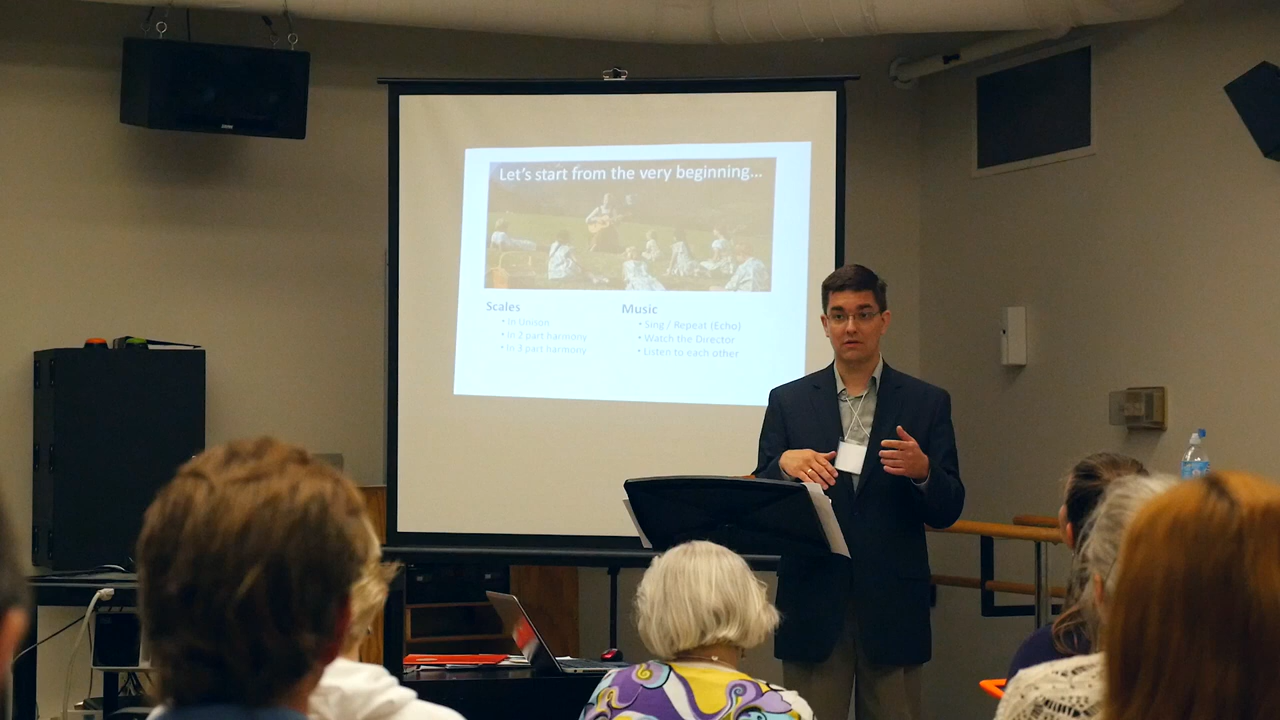 Let's start from the very beginning...
Scales
• In Unison
• In 2 part harmony
• In 3 part harmony
Music
• Sing / Repeat (Echo)
• Watch the Director
• Listen to each other